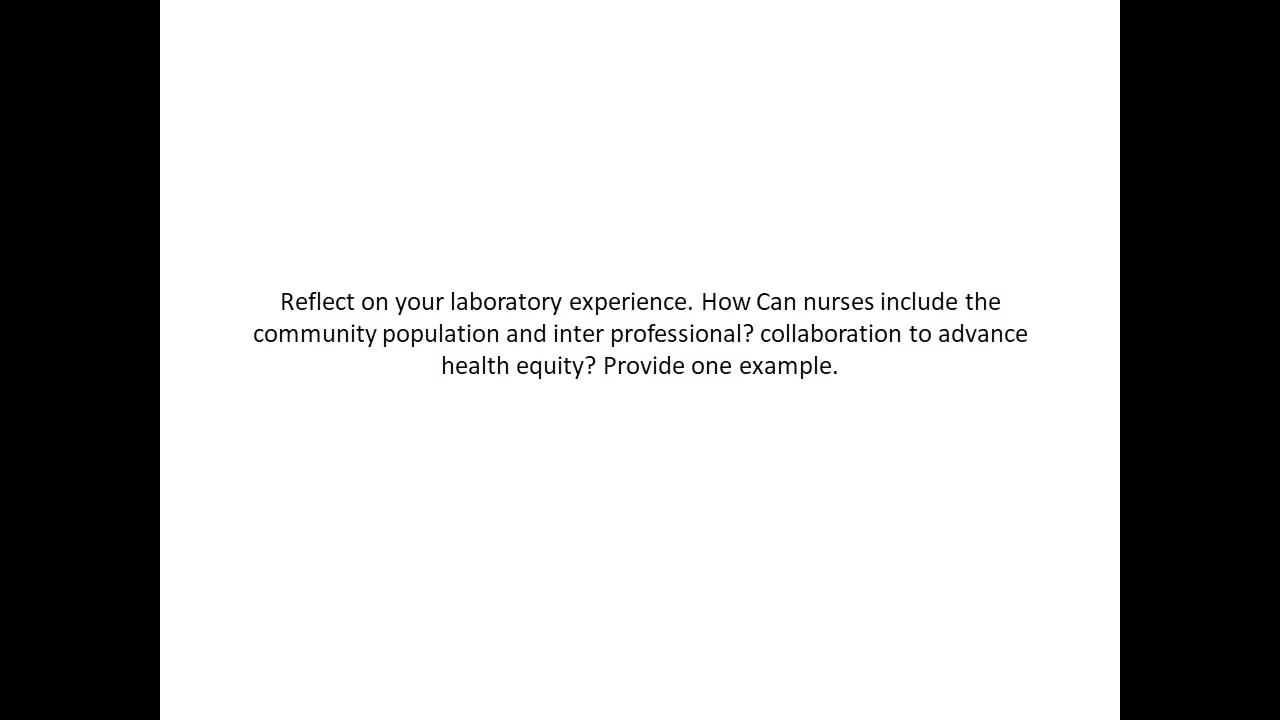 Reflect on your laboratory experience. How Can nurses include the
community population and inter professional? collaboration to advance
health equity? Provide one example.